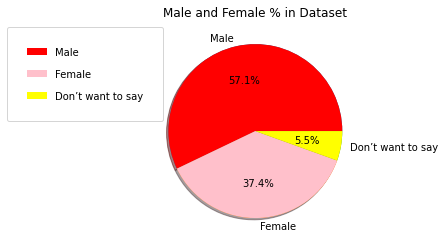 Male and Female % in Dataset
Male
Female
Don’t want to say
Male
57.1%
5.5%
Don’t want to say
37.4%
Female